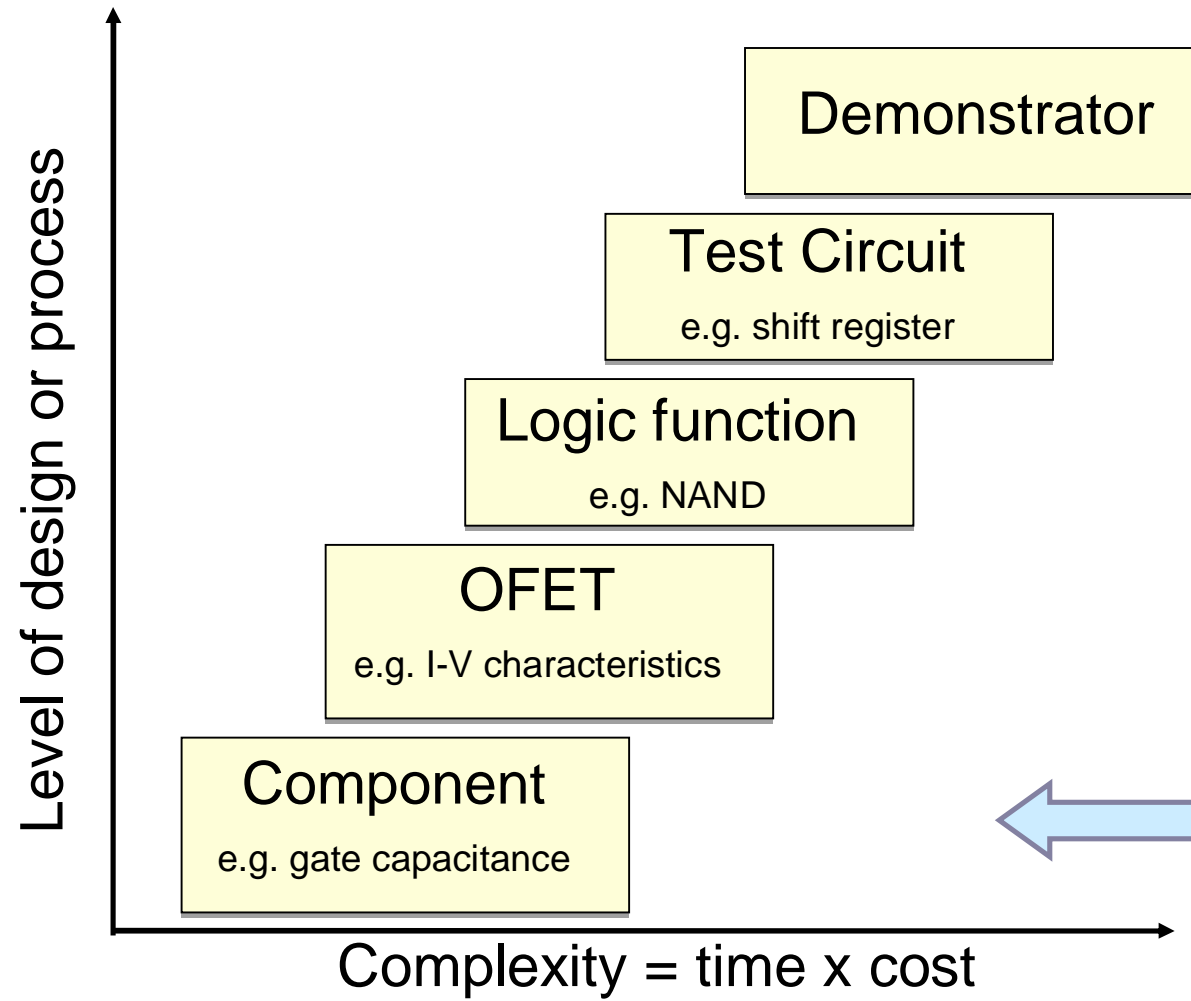 Level of design or process
Demonstrator
Test Circuit
e.g. shift register
Logic function
e.g. NAND
OFET
e.g. I-V characteristics
Component
e.g. gate capacitance
Complexity = time x cost